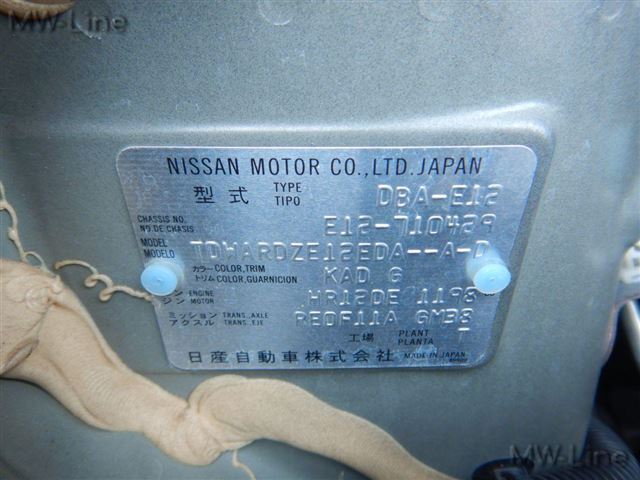 MW-Line
NISSAN MOTOR CO.,LTD.JAPAN
型式 TYPE TIPO DBA-E12
CHASSIS NO. NO.DE CHASIS E12-710429
MODEL MODELO TDWARDZE12EDA--A-D
カラー COLOR,TRIM トリム COLOR,GUARNICION KAD G
ジン ENGINE MOTOR HR12DE 1198
ミッション TRANS.,AXLE アクスル TRANS.,EJE RE0F11A GM38
工場 PLANT PLANTA T
日産自動車株式会社 MADE IN JAPAN
MW-Line